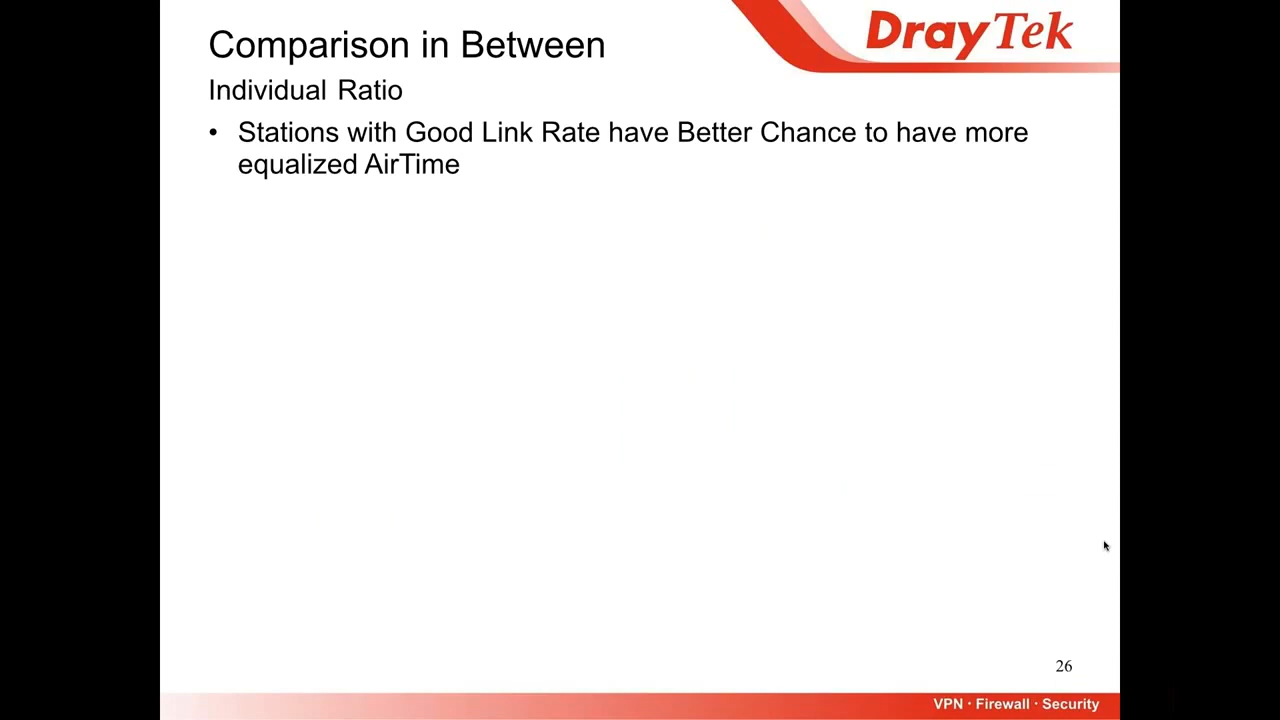 DrayTek
Comparison in Between
Individual Ratio
• Stations with Good Link Rate have Better Chance to have more
equalized AirTime
26
VPN · Firewall · Security